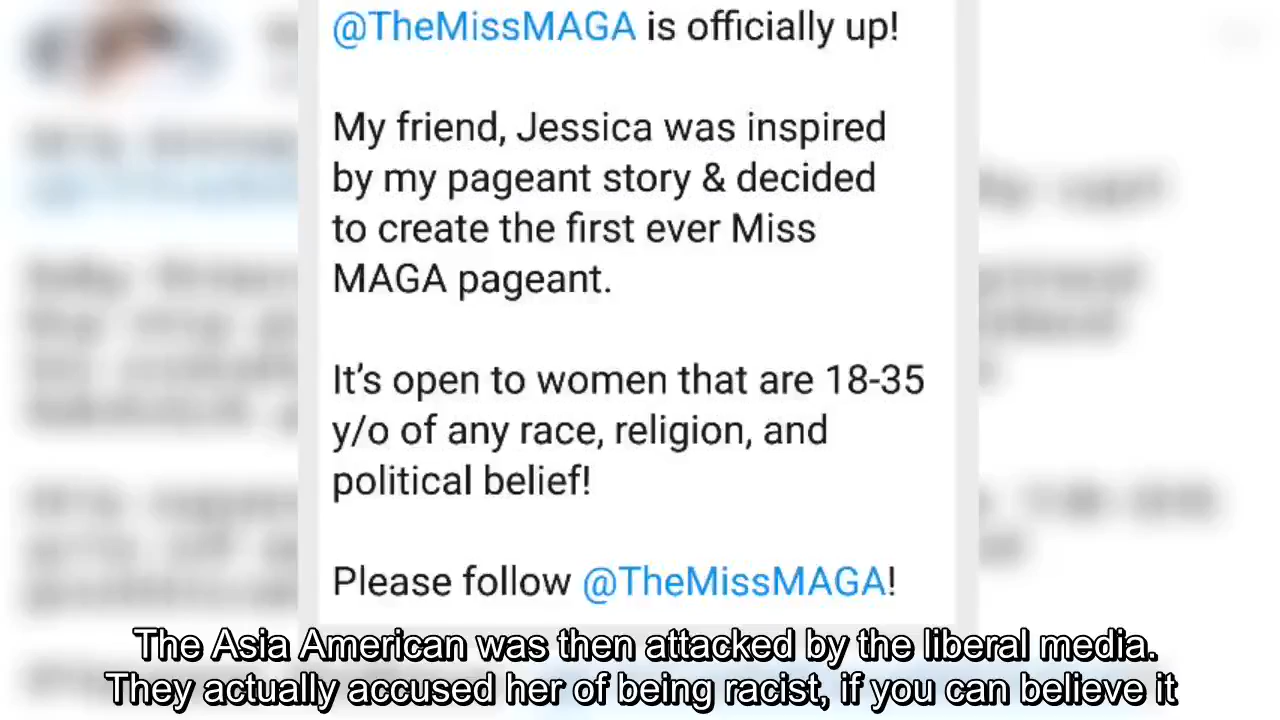 @TheMissMAGA is officially up!
My friend, Jessica was inspired
by my pageant story & decided
to create the first ever Miss
MAGA pageant.
It's open to women that are 18-35
y/o of any race, religion, and
political belief!
Please follow @TheMissMAGA!
The Asia American was then attacked by the liberal media.
They actually accused her of being racist, if you can believe it